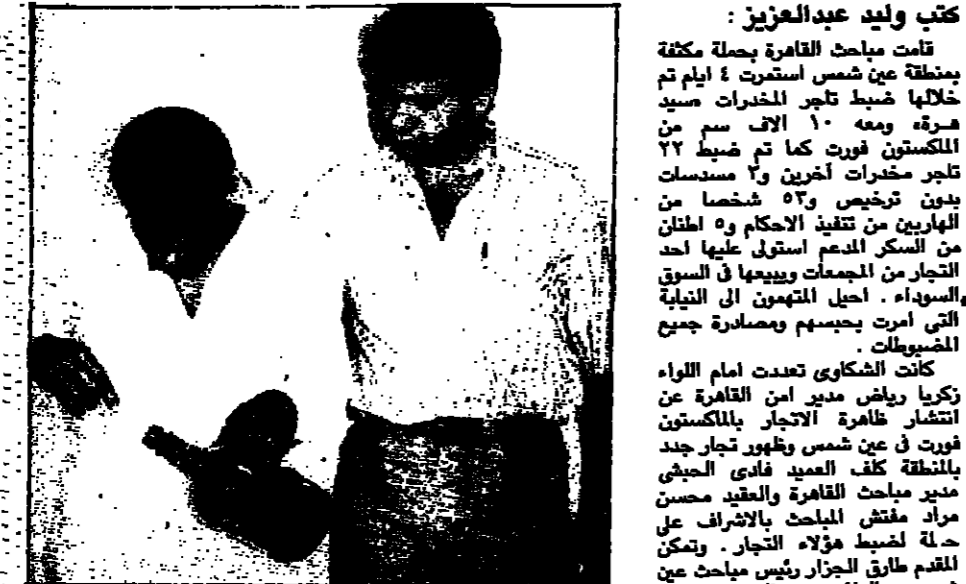 كتب وليد عبدالعزيز :
قامت مباحث القاهرة بحملة مكثفة
بمنطقة عين شمس استمرت ٤ ايام تم
خلالها ضبط تاجر المخدرات «سيد
هرة» ومعه ١٠ الاف سم من
الماكستون فورت كما تم ضبط ٢٢
تاجر مخدرات آخرين و٢ مسدسات
بدون ترخيص و٥٣ شخصا من
الهاربين من تنفيذ الاحكام و٥ اطنان
من السكر المدعم استولى عليها احد
التجار من المجمعات ويبيعها فى السوق
السوداء . احيل المتهمون الى النيابة
التى امرت بحبسهم ومصادرة جميع
المضبوطات .
كانت الشكاوى تعددت امام اللواء
زكريا رياض مدير امن القاهرة عن
انتشار ظاهرة الاتجار بالماكستون
فورت فى عين شمس وظهور تجار جدد
بالمنطقة كلف العميد فادى الحبشى
مدير مباحث القاهرة والعقيد محسن
مراد مفتش المباحث بالاشراف على
حملة لضبط هؤلاء التجار . وتمكن
المقدم طارق الجزار رئيس مباحث عين